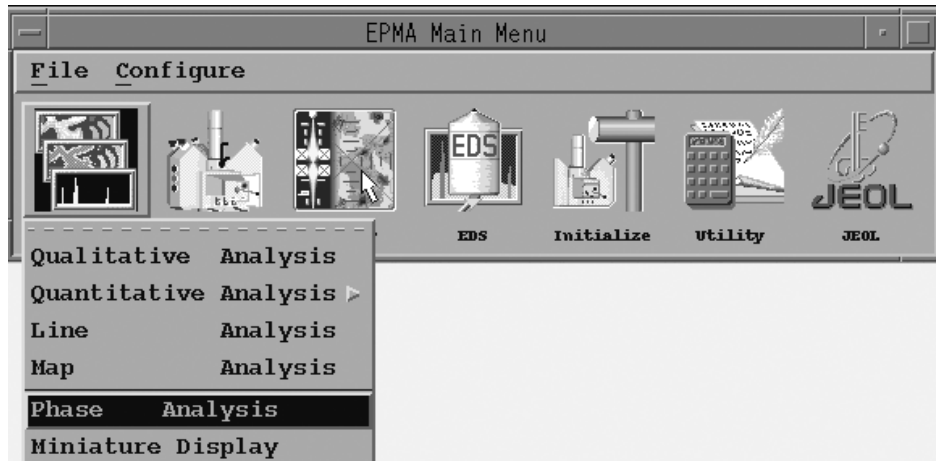 EPMA Main Menu
File Configure
EDS
JEOL
EDS Initialize Utility JEOL
Qualitative Analysis
Quantitative Analysis
Line Analysis
Map Analysis
Phase Analysis
Miniature Display